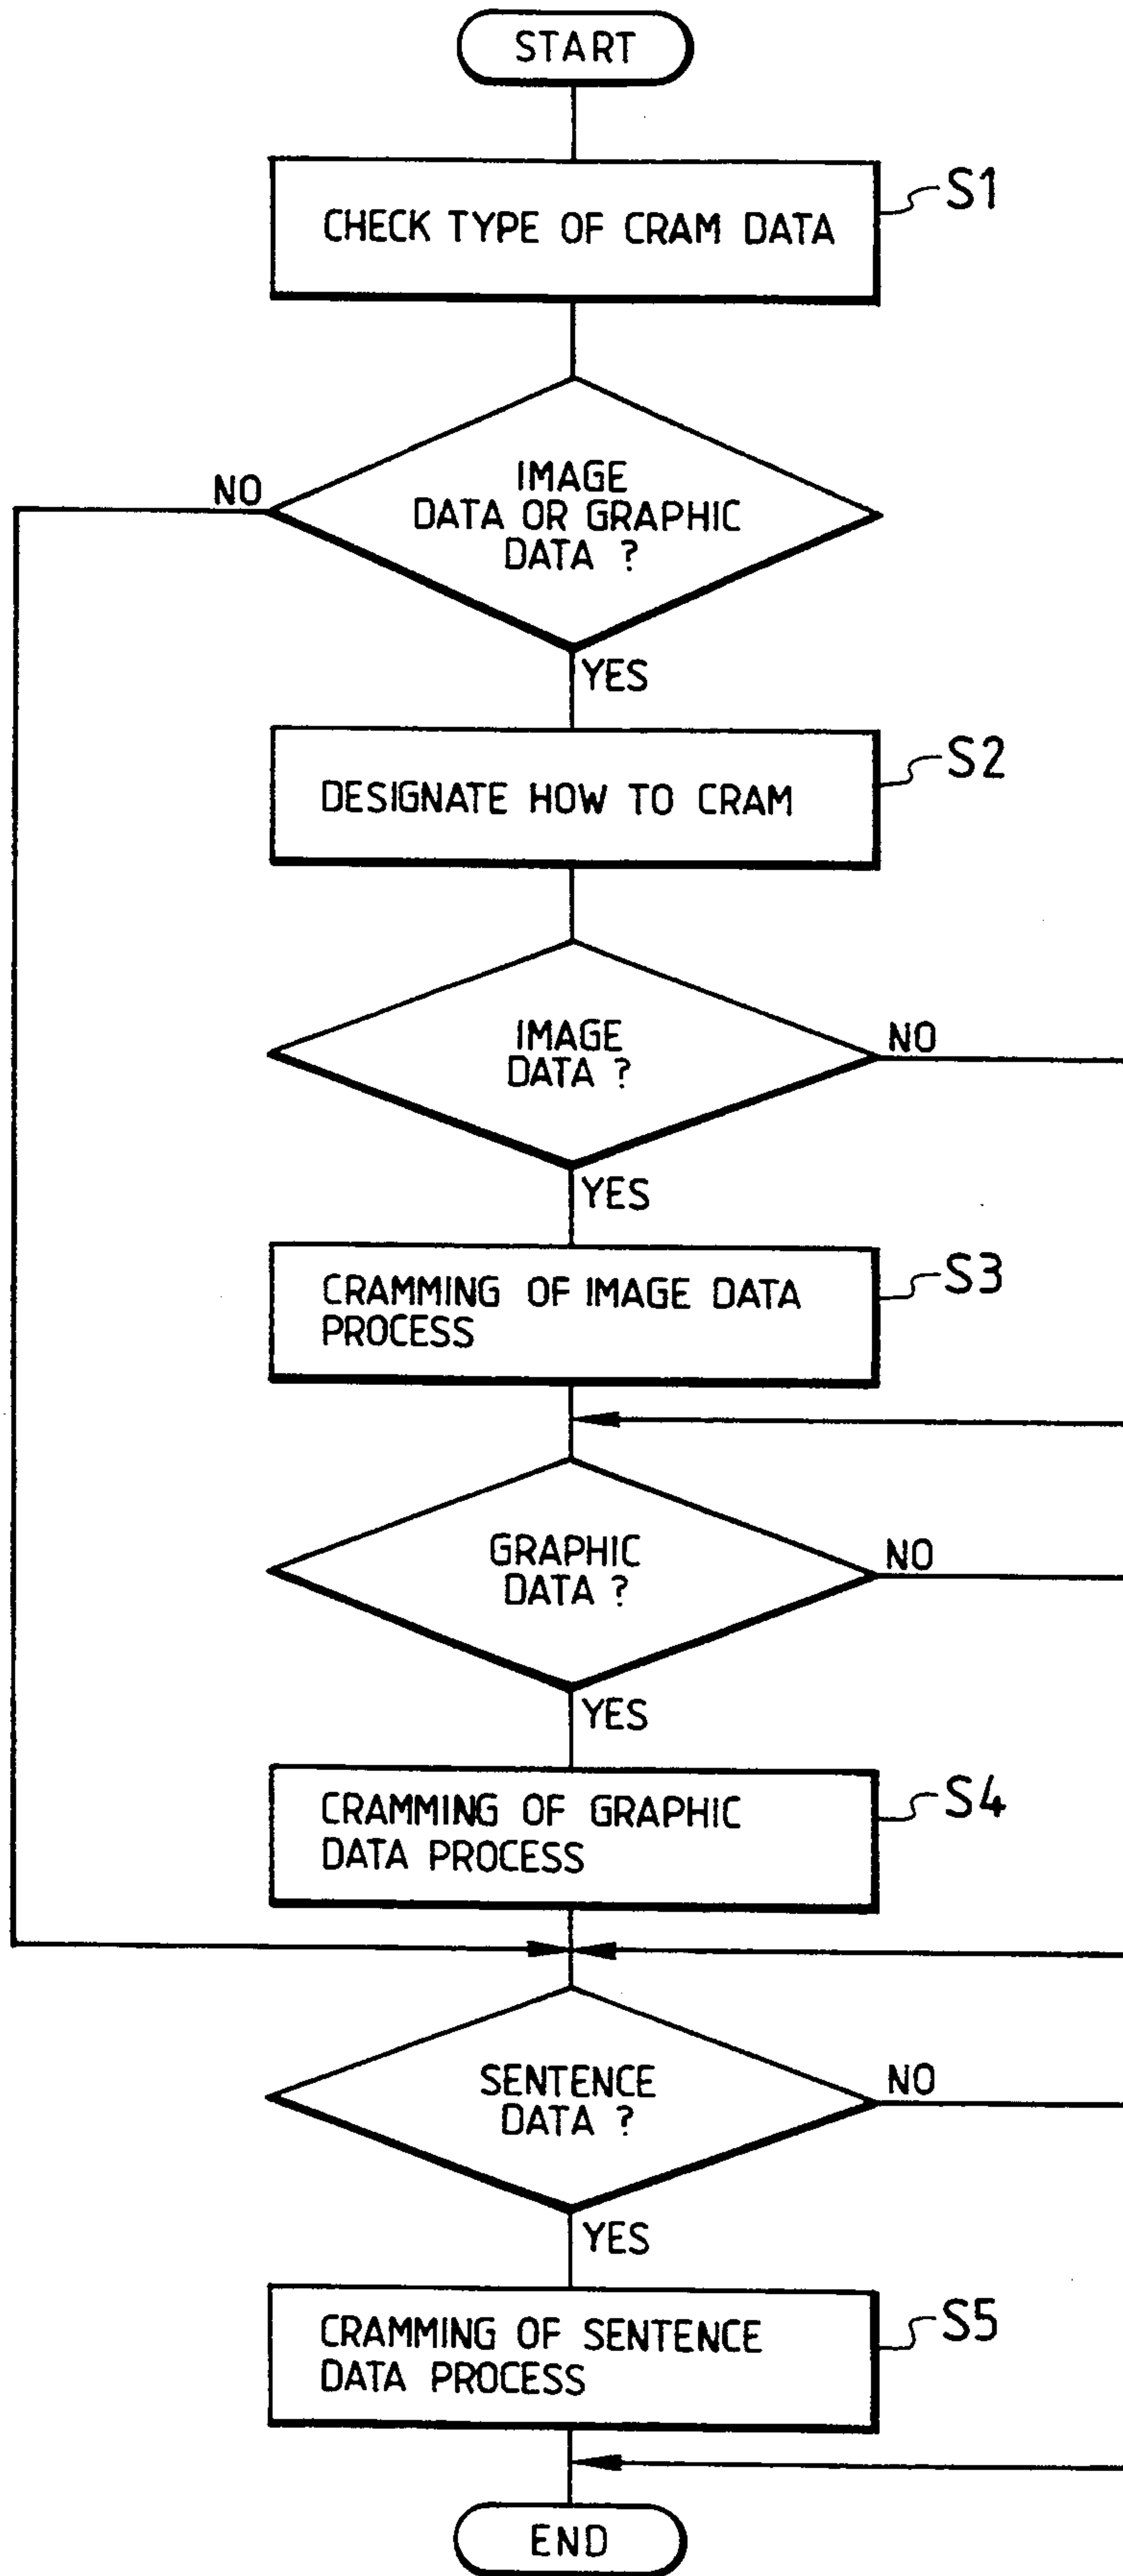 START
CHECK TYPE OF CRAM DATA
S1
IMAGE
DATA OR GRAPHIC
DATA ?
NO
YES
DESIGNATE HOW TO CRAM
S2
IMAGE
DATA ?
NO
YES
CRAMMING OF IMAGE DATA
PROCESS
S3
GRAPHIC
DATA ?
NO
YES
CRAMMING OF GRAPHIC
DATA PROCESS
S4
SENTENCE
DATA ?
NO
YES
CRAMMING OF SENTENCE
DATA PROCESS
S5
END